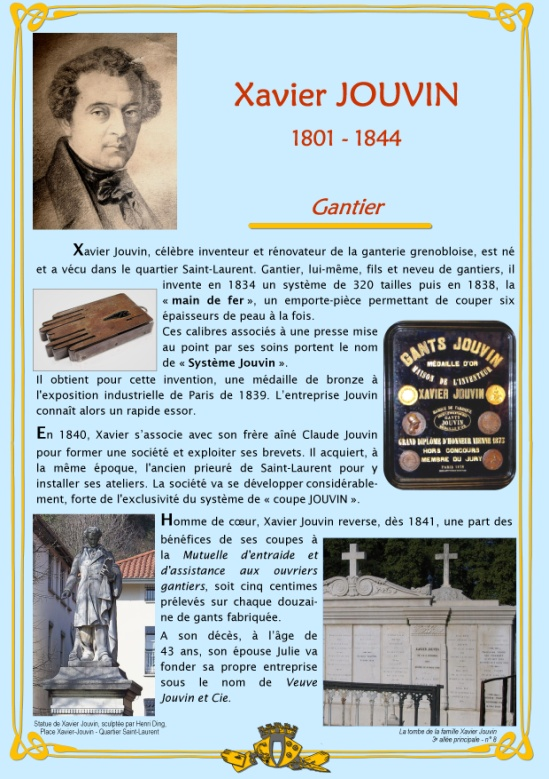 Xavier JOUVIN
1801 - 1844
Gantier
Xavier Jouvin, célèbre inventeur et rénovateur de la ganterie grenobloise, est né
et a vécu dans le quartier Saint-Laurent. Gantier, lui-même, fils et neveu de gantiers, il
invente en 1834 un système de 320 tailles puis en 1838, la
« main de fer », un emporte-pièce permettant de couper six
épaisseurs de peau à la fois.
Ces calibres associés à une presse mise
au point par ses soins portent le nom
de « Système Jouvin ».
Il obtient pour cette invention, une médaille de bronze à
l'exposition industrielle de Paris de 1839. L'entreprise Jouvin
connaît alors un rapide essor.
GANTS JOUVIN
MÉDAILLE D'OR
MAISON DE L'INVENTEUR
XAVIER JOUVIN
JOUVIN
GRAND DIPLÔME D'HONNEUR VIENNE 1873
HORS CONCOURS
MEMBRE DU JURY
PARIS 1878
En 1840, Xavier s'associe avec son frère aîné Claude Jouvin
pour former une société et exploiter ses brevets. Il acquiert, à
la même époque, l'ancien prieuré de Saint-Laurent pour y
installer ses ateliers. La société va se développer considérable-
ment, forte de l'exclusivité du système de « coupe JOUVIN ».
Homme de cœur, Xavier Jouvin reverse, dès 1841, une part des
bénéfices de ses coupes à
la Mutuelle d'entraide et
d'assistance aux ouvriers
gantiers, soit cinq centimes
prélevés sur chaque douzai-
ne de gants fabriquée.
A son décès, à l'âge de
43 ans, son épouse Julie va
fonder sa propre entreprise
sous le nom de Veuve
Jouvin et Cie.
Statue de Xavier Jouvin, sculptée par Henri Ding,
Place Xavier-Jouvin - Quartier Saint-Laurent
La tombe de la famille Xavier Jouvin
3e allée principale - n° 8